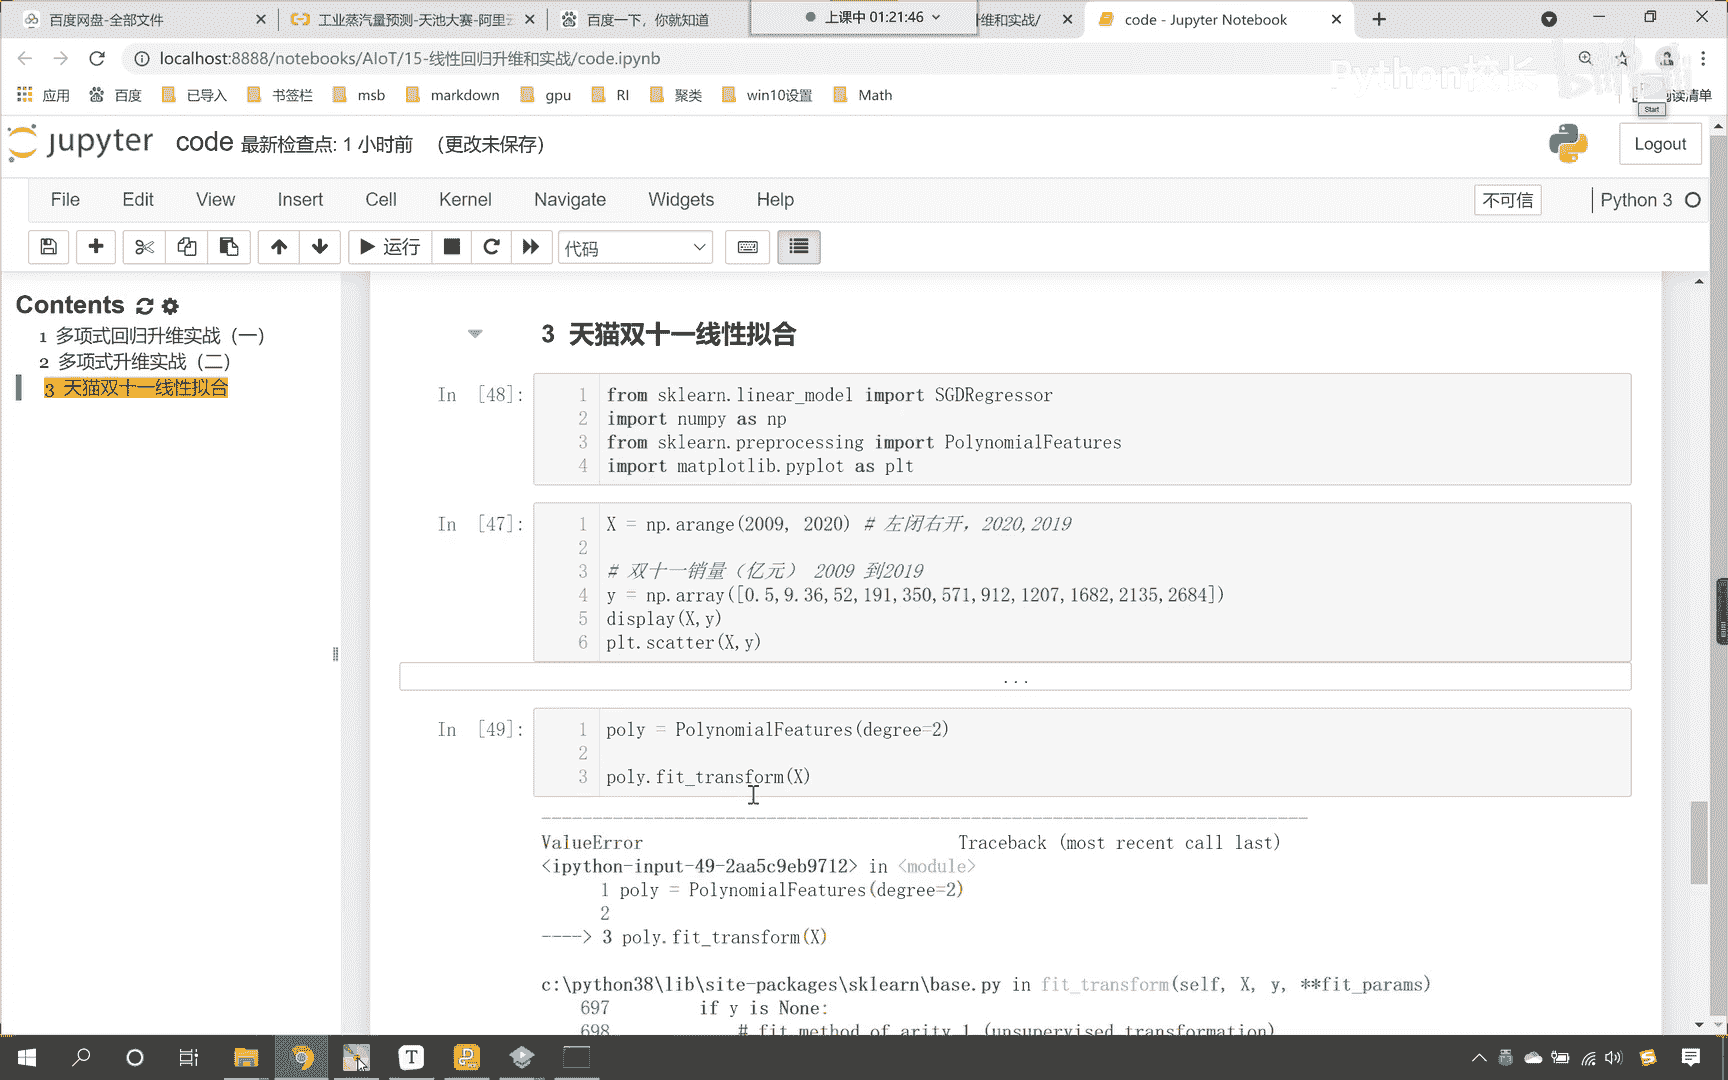 百度网盘-全部文件
工业蒸汽量预测-天池大赛-阿里云
百度一下，你就知道
上课中 01:21:46
维和实战/
code - Jupyter Notebook
localhost:8888/notebooks/AIoT/15-线性回归升维和实战/code.ipynb
应用 百度 已导入 书签栏 msb markdown gpu RI 聚类 win10设置 Math 阅读清单
Python校长
Start
jupyter code 最新检查点: 1 小时前 (更改未保存)
Logout
File Edit View Insert Cell Kernel Navigate Widgets Help
不可信 Python 3
运行 代码
Contents
1 多项式回归升维实战（一）
2 多项式升维实战（二）
3 天猫双十一线性拟合
3 天猫双十一线性拟合
In [48]:
1 from sklearn.linear_model import SGDRegressor
2 import numpy as np
3 from sklearn.preprocessing import PolynomialFeatures
4 import matplotlib.pyplot as plt
In [47]:
1 X = np.arange(2009, 2020) # 左闭右开，2020,2019
2
3 # 双十一销量（亿元） 2009 到2019
4 y = np.array([0.5,9.36,52,191,350,571,912,1207,1682,2135,2684])
5 display(X,y)
6 plt.scatter(X,y)
...
In [49]:
1 poly = PolynomialFeatures(degree=2)
2
3 poly.fit_transform(X)
ValueError Traceback (most recent call last)
<ipython-input-49-2aa5c9eb9712> in <module>
1 poly = PolynomialFeatures(degree=2)
2
----> 3 poly.fit_transform(X)
c:\python38\lib\site-packages\sklearn\base.py in fit_transform(self, X, y, **fit_params)
697 if y is None:
698 # fit method of arity 1 (unsupervised transformation)